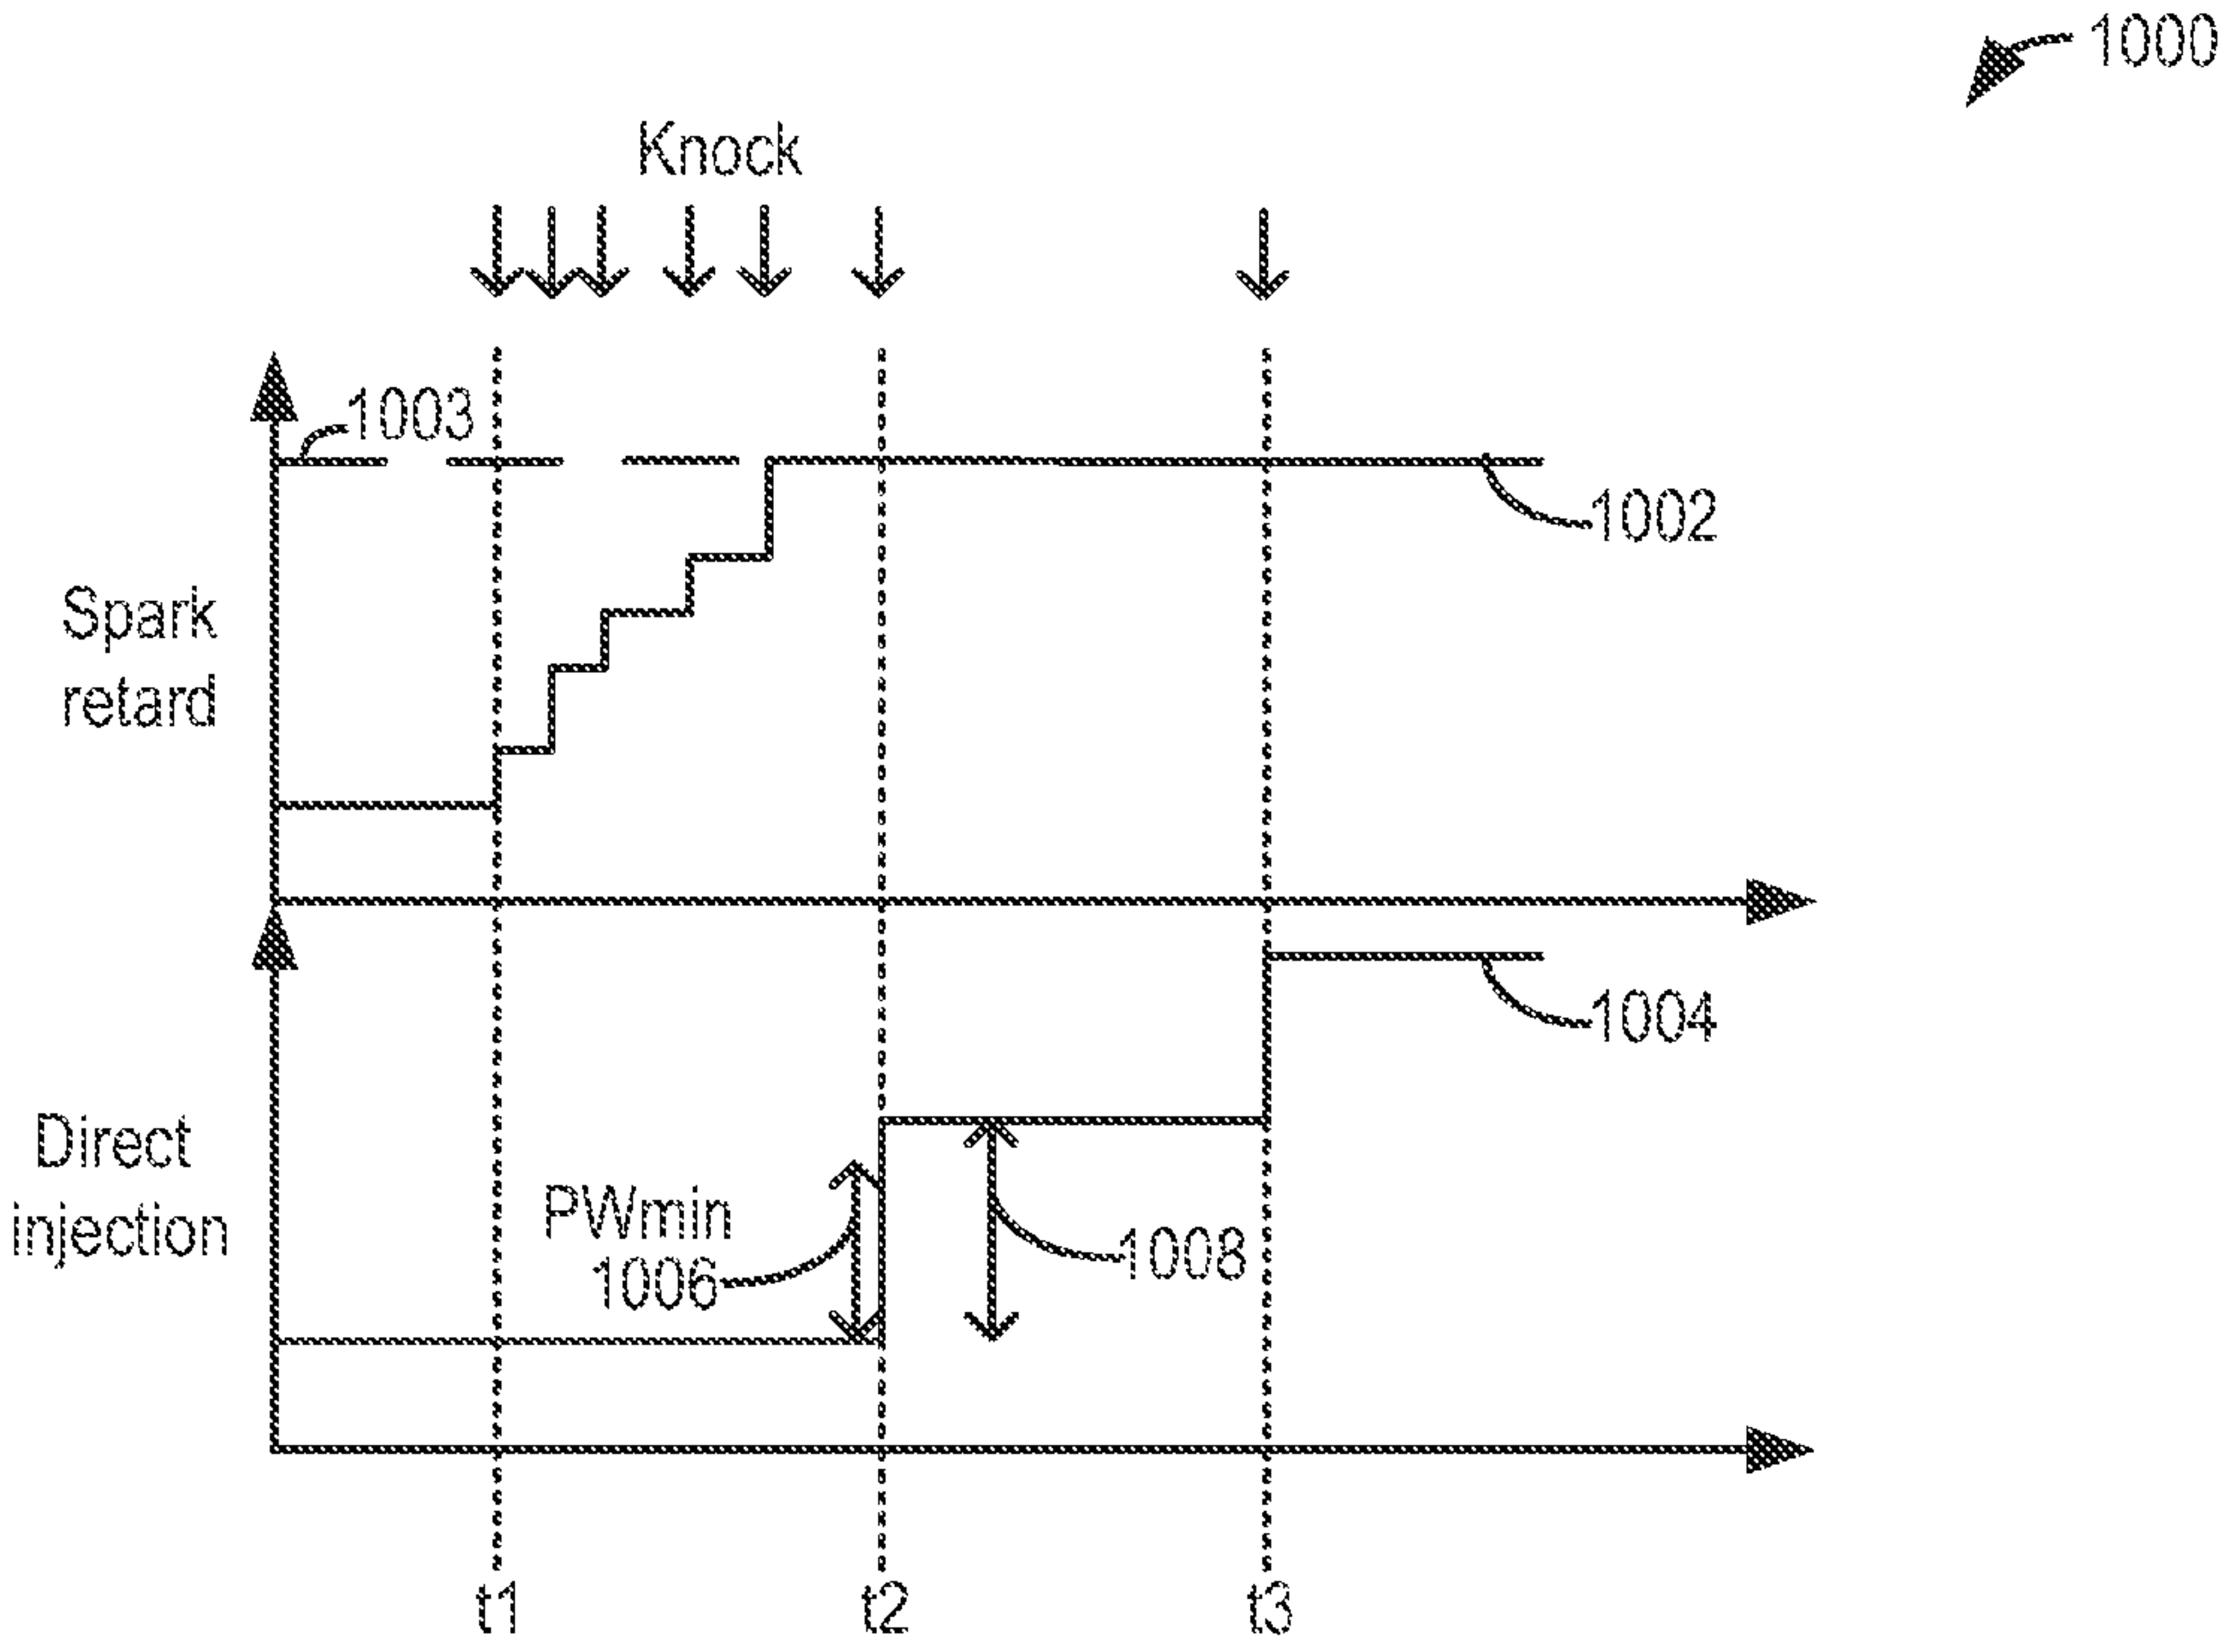 1000
Knock
1003
1002
Spark
retard
1004
Direct
injection
PWmin
1006
1008
t1
t2
t3